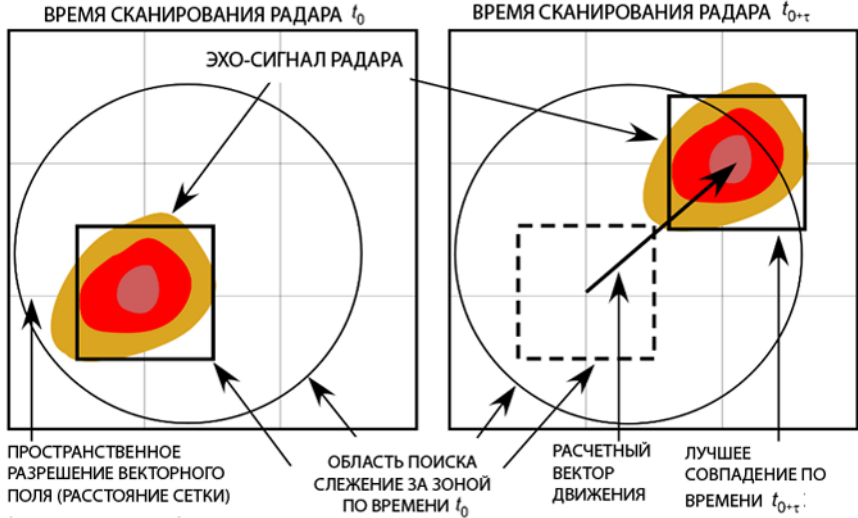 ВРЕМЯ СКАНИРОВАНИЯ РАДАРА t₀
ВРЕМЯ СКАНИРОВАНИЯ РАДАРА t₀₊τ
ЭХО-СИГНАЛ РАДАРА
ПРОСТРАНСТВЕННОЕ
РАЗРЕШЕНИЕ ВЕКТОРНОГО
ПОЛЯ (РАССТОЯНИЕ СЕТКИ)
ОБЛАСТЬ ПОИСКА
СЛЕЖЕНИЕ ЗА ЗОНОЙ
ПО ВРЕМЕНИ t₀
РАСЧЕТНЫЙ
ВЕКТОР
ДВИЖЕНИЯ
ЛУЧШЕЕ
СОВПАДЕНИЕ ПО
ВРЕМЕНИ t₀₊τ